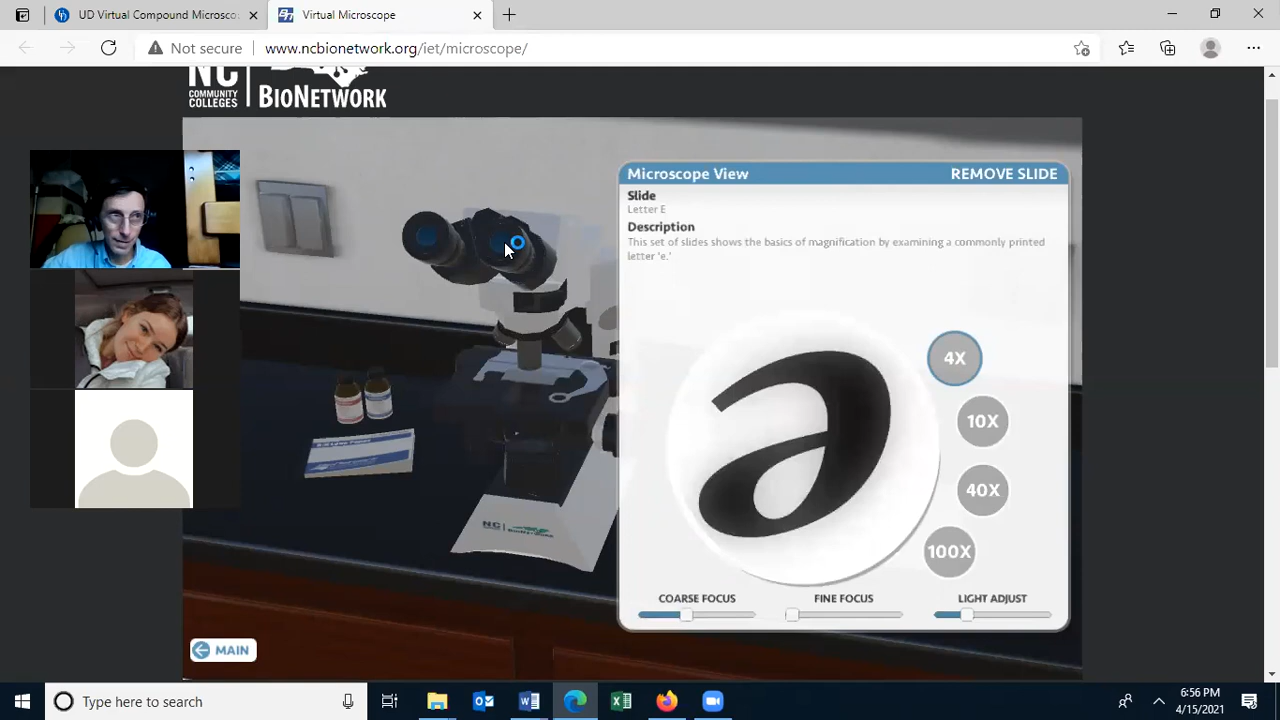 UD Virtual Compound Microsco
Virtual Microscope
Not secure
www.ncbionetwork.org/iet/microscope/
NC
COMMUNITY
COLLEGES
BIONETWORK
Microscope View
REMOVE SLIDE
Slide
Letter E
Description
This set of slides shows the basics of magnification by examining a commonly printed
letter 'e.'
4X
10X
40X
100X
COARSE FOCUS
FINE FOCUS
LIGHT ADJUST
NC
MAIN
Type here to search
6:56 PM
4/15/2021